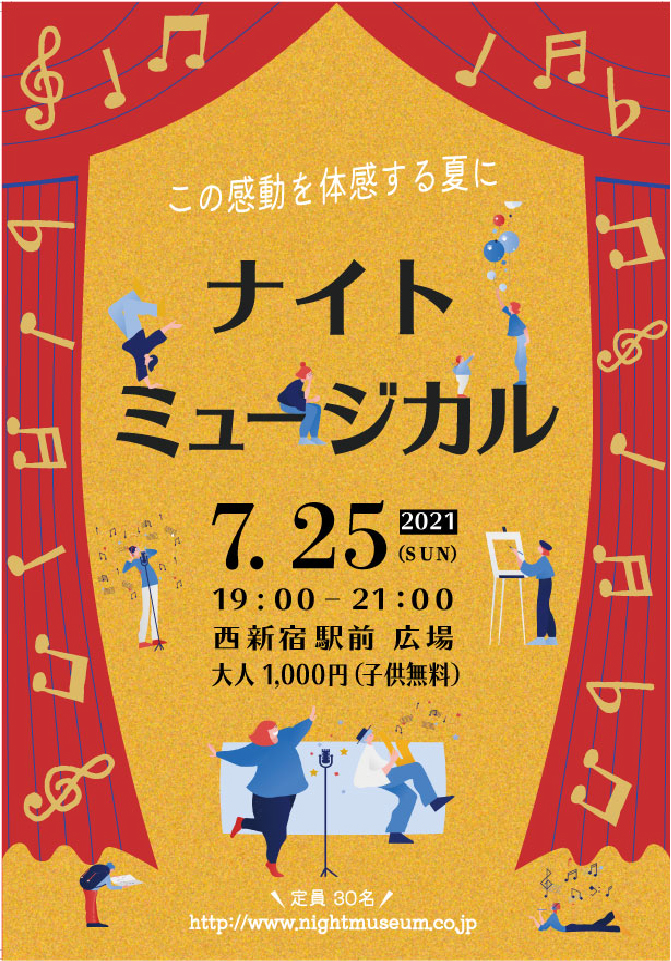 この感動を体感する夏に
ナイト
ミュージカル
7. 25 2021
(SUN)
19:00－21:00
西新宿駅前 広場
大人 1,000円 (子供無料)
＼定員 30名／
http://www.nightmuseum.co.jp